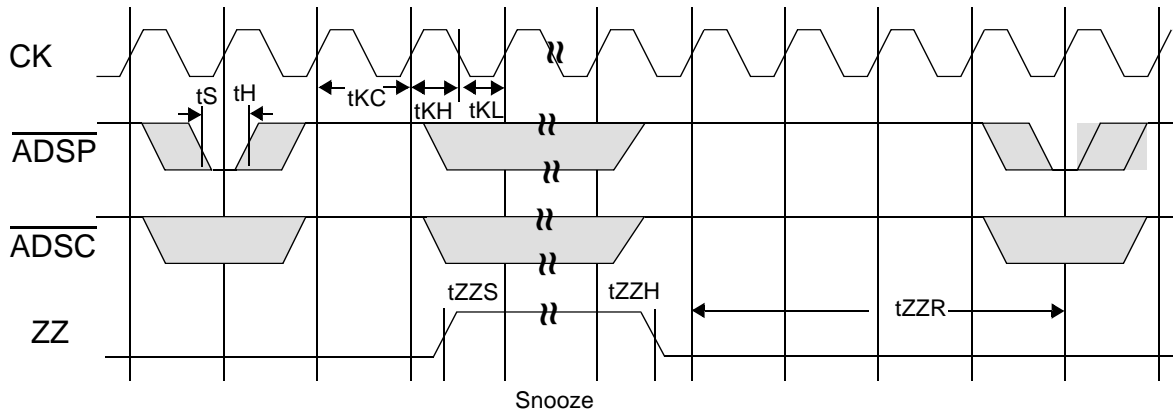 CK
tS
tH
tKC
tKH
tKL
ADSP
ADSC
tZZS
tZZH
tZZR
ZZ
Snooze